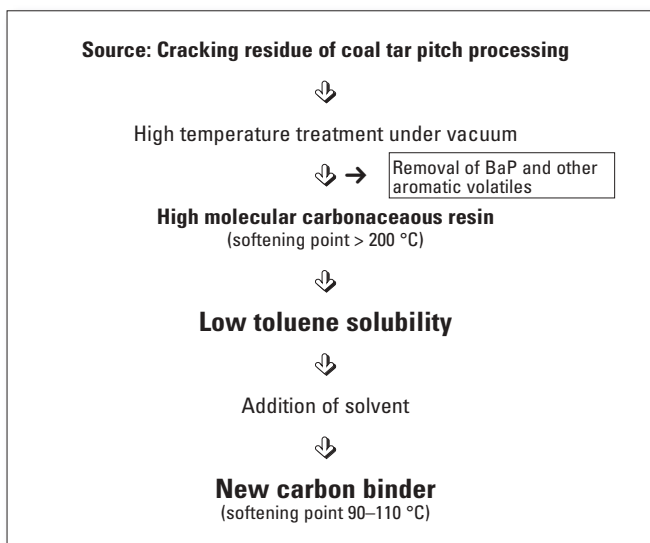 Source: Cracking residue of coal tar pitch processing
High temperature treatment under vacuum
Removal of BaP and other
aromatic volatiles
High molecular carbonaceaous resin
(softening point > 200 °C)
Low toluene solubility
Addition of solvent
New carbon binder
(softening point 90–110 °C)